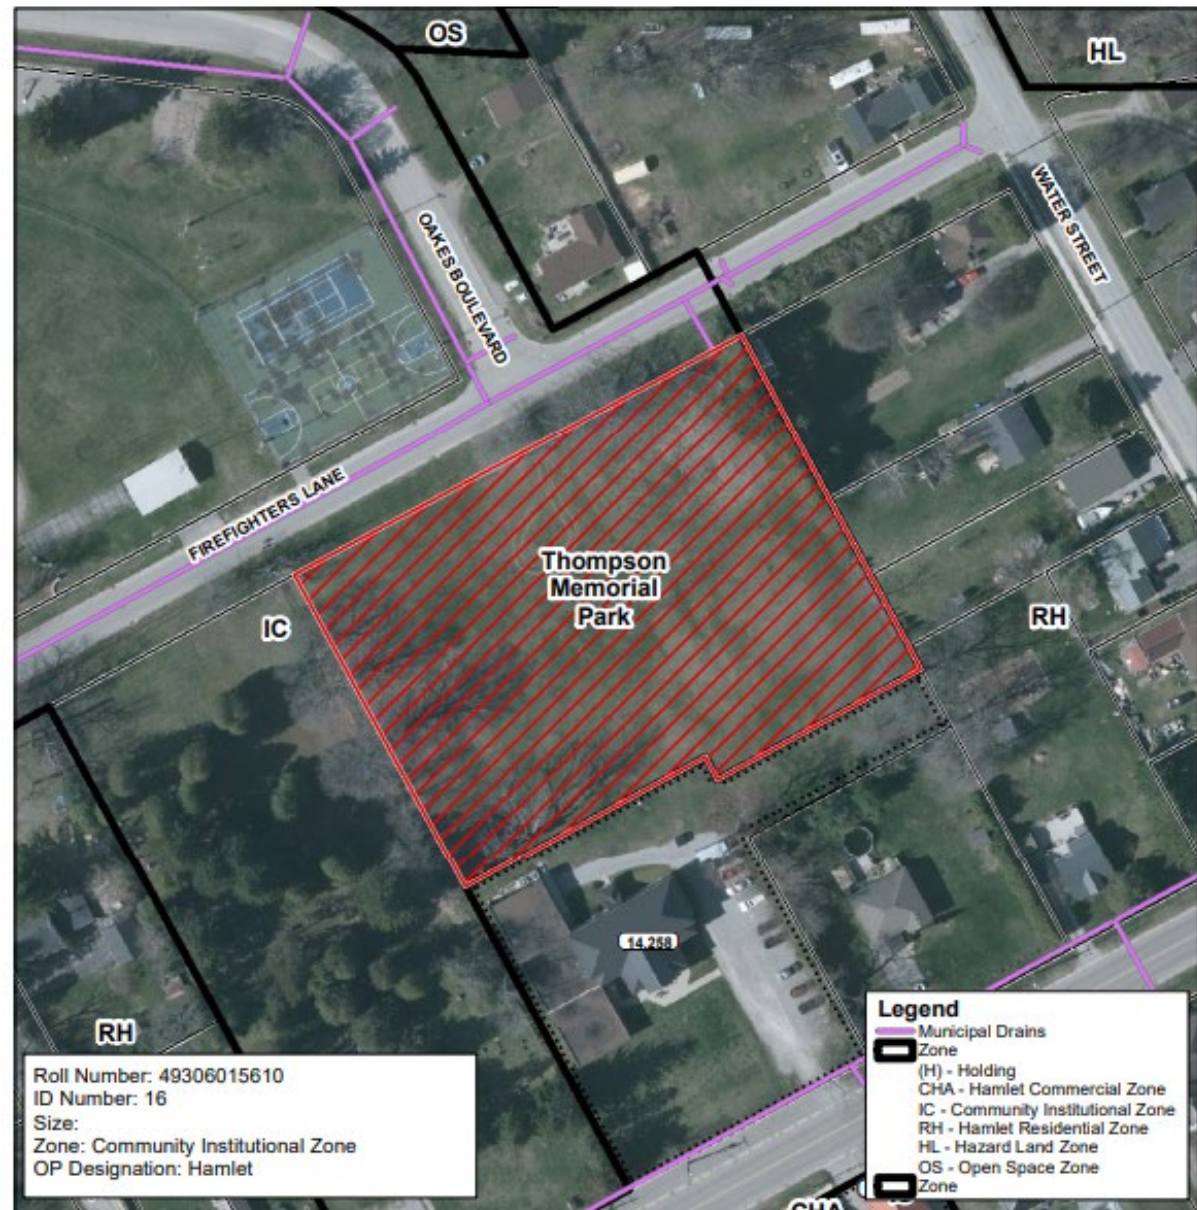 OS
HL
WATER STREET
OAKES BOULEVARD
FIREFIGHTERS LANE
Thompson
Memorial
Park
IC
RH
14,258
RH
Roll Number: 49306015610
ID Number: 16
Size:
Zone: Community Institutional Zone
OP Designation: Hamlet
Legend
Municipal Drains
Zone
(H) - Holding
CHA - Hamlet Commercial Zone
IC - Community Institutional Zone
RH - Hamlet Residential Zone
HL - Hazard Land Zone
OS - Open Space Zone
Zone
CHA